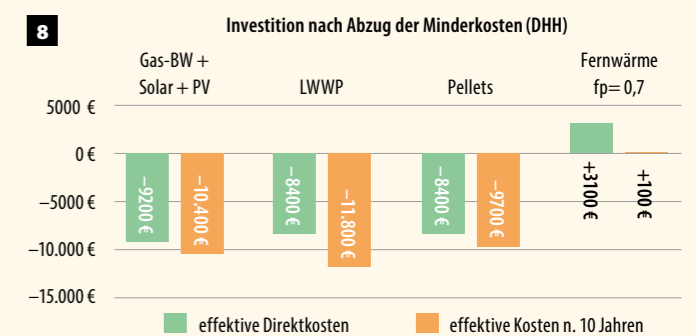 8
Investition nach Abzug der Minderkosten (DHH)
Gas-BW +
Solar + PV
LWWP
Pellets
Fernwärme
fp= 0,7
5000 €
0 €
–5000 €
–10.000 €
–15.000 €
–9200 €
–10.400 €
–8400 €
–11.800 €
–8400 €
–9700 €
+3100 €
+100 €
effektive Direktkosten
effektive Kosten n. 10 Jahren